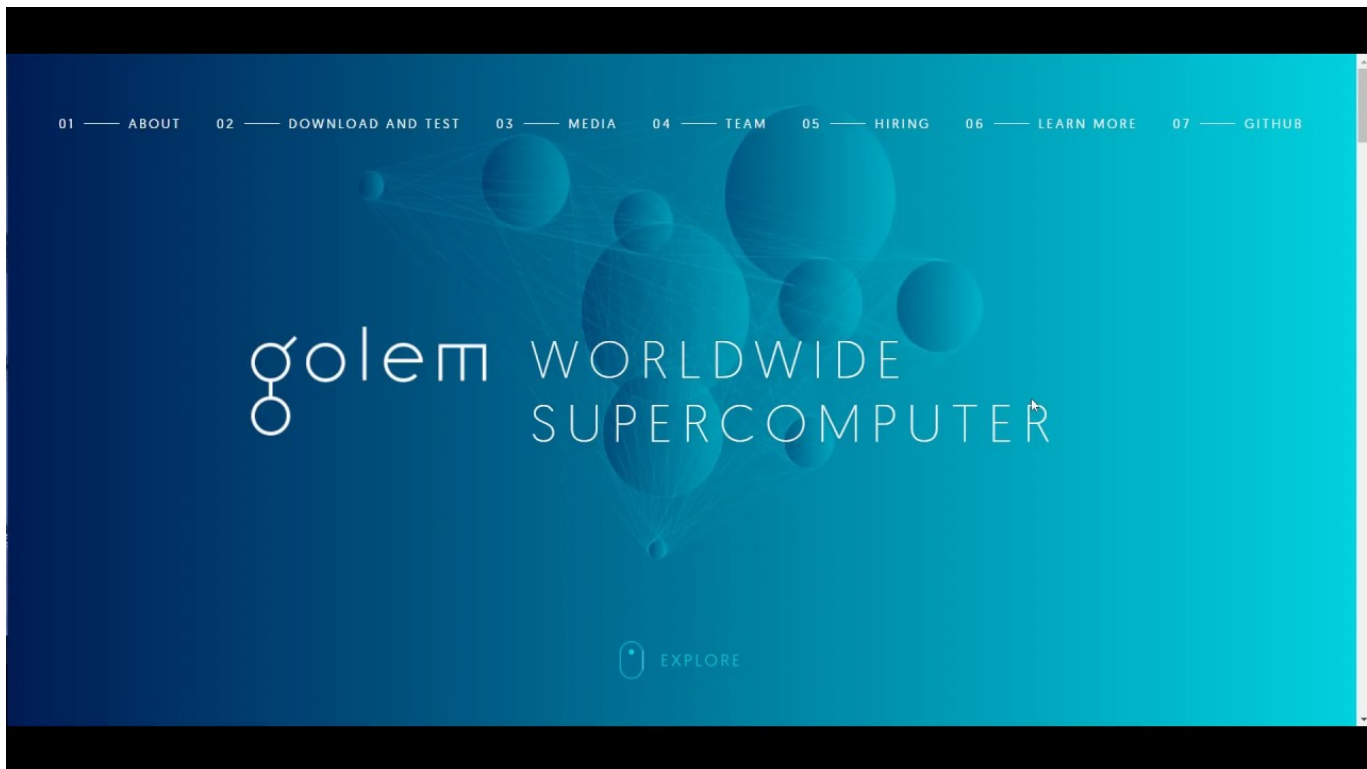 01 ABOUT 02 DOWNLOAD AND TEST 03 MEDIA 04 TEAM 05 HIRING 06 LEARN MORE 07 GITHUB
golem WORLDWIDE
SUPERCOMPUTER
EXPLORE